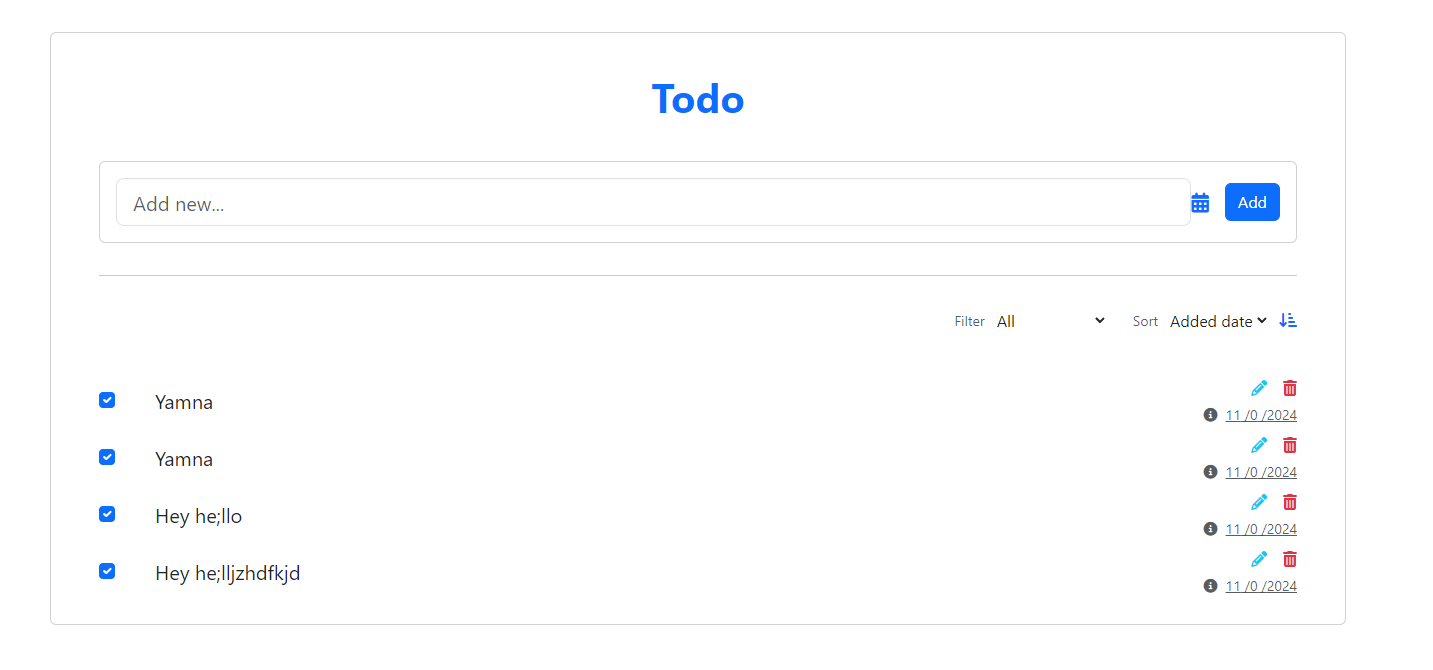 Todo
Add new...
Add
Filter All Sort Added date
Yamna
11 /0 /2024
Yamna
11 /0 /2024
Hey he;llo
11 /0 /2024
Hey he;lljzhdfkjd
11 /0 /2024